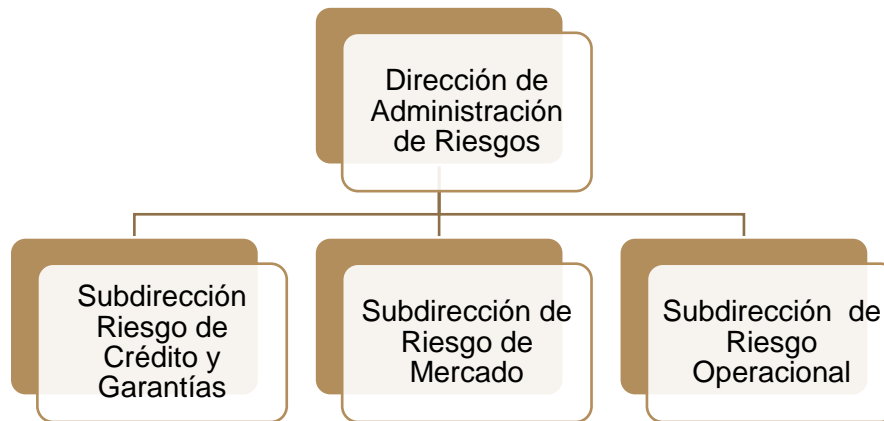 Dirección de
Administración
de Riesgos
Subdirección
Riesgo de
Crédito y
Garantías
Subdirección de
Riesgo de
Mercado
Subdirección  de
Riesgo
Operacional